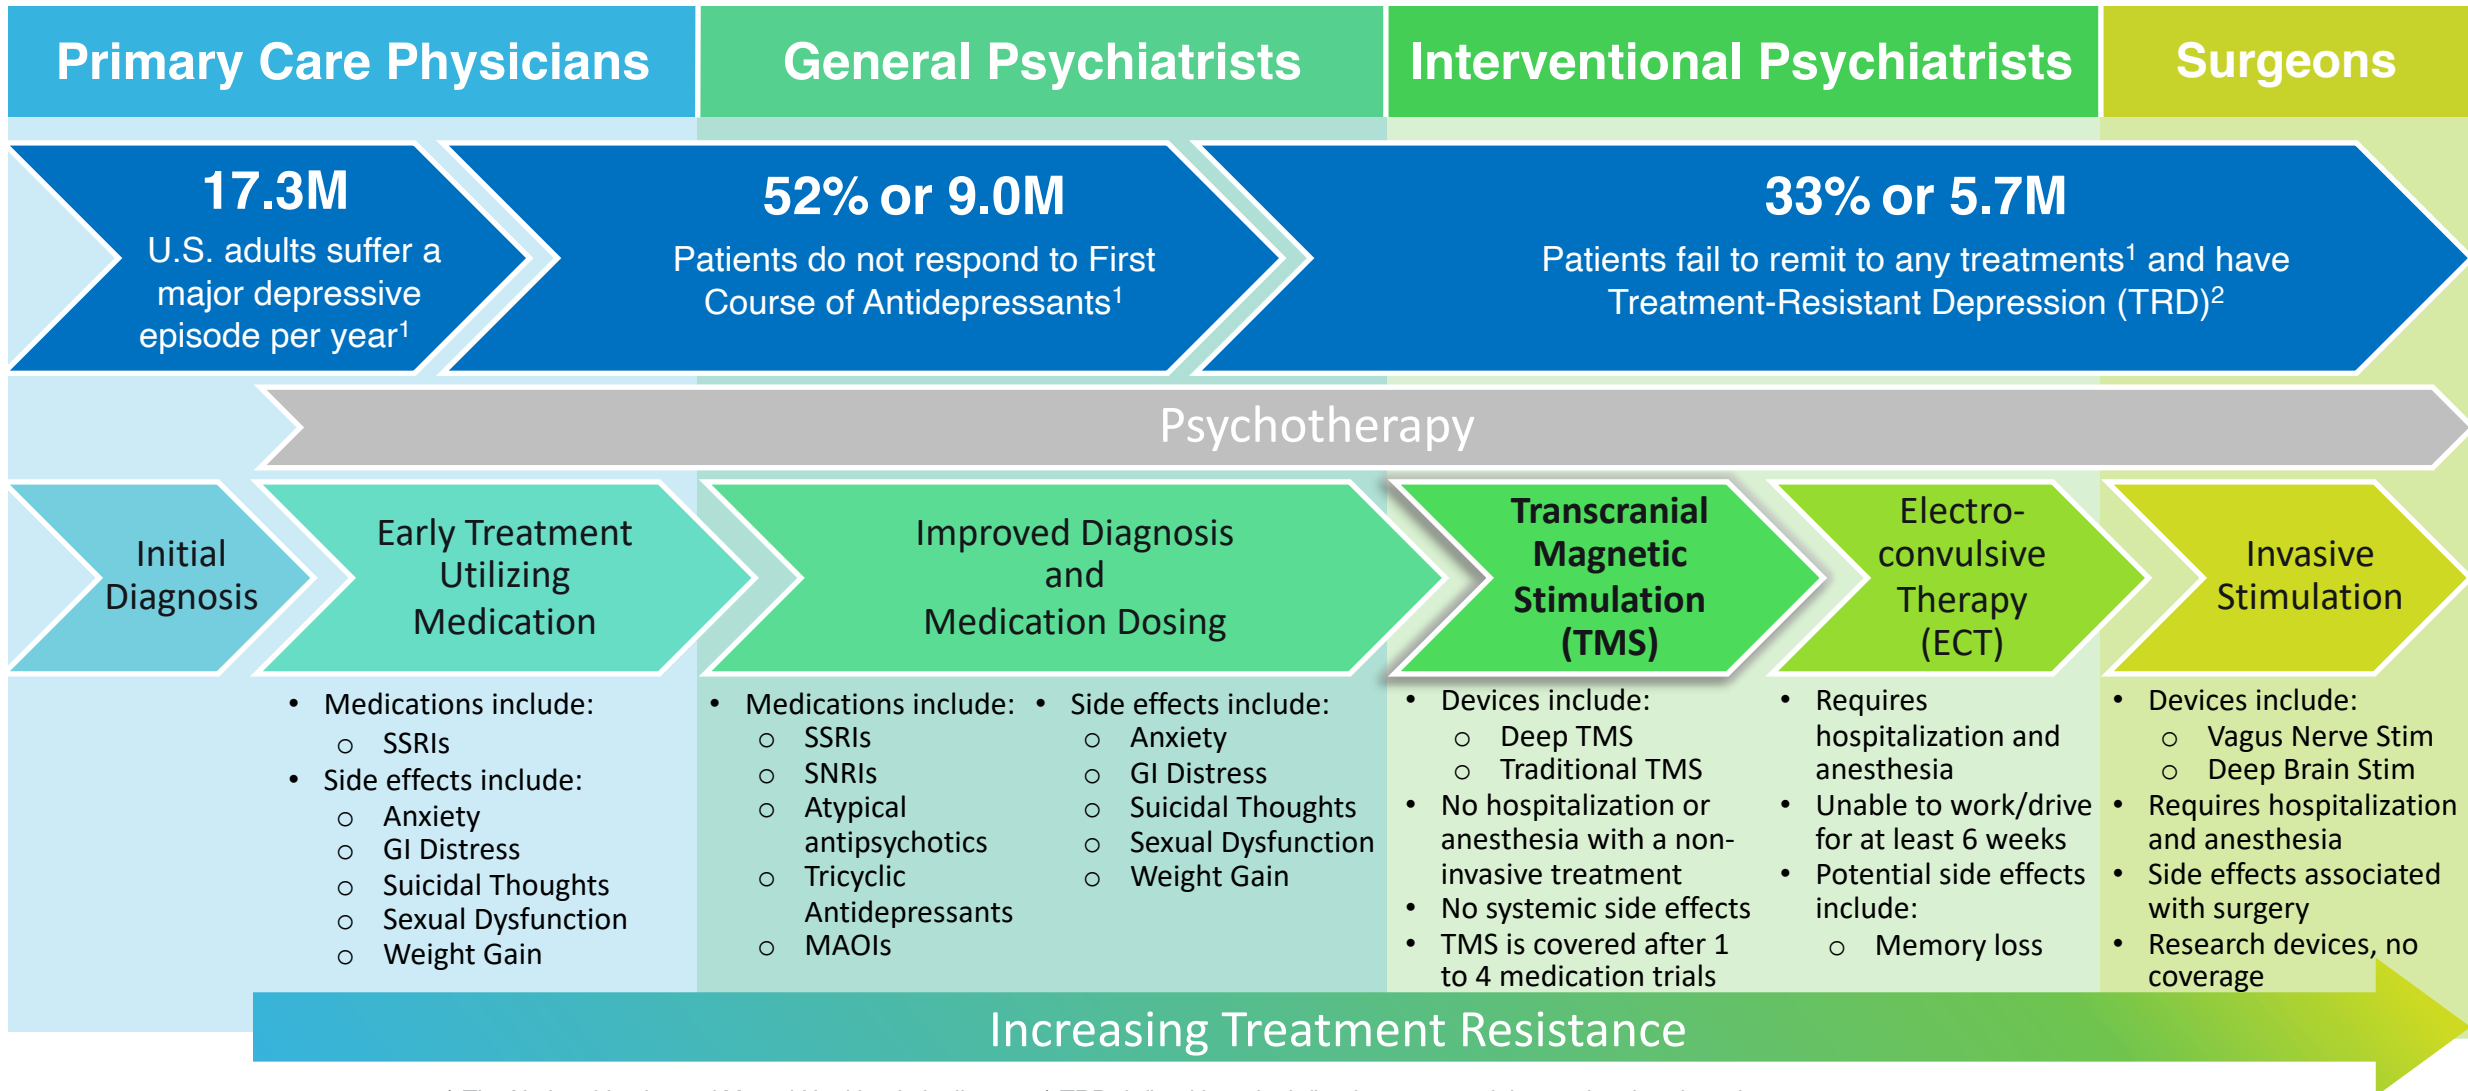 Primary Care Physicians
General Psychiatrists
Interventional Psychiatrists
Surgeons
17.3M
U.S. adults suffer a
major depressive
episode per year¹
52% or 9.0M
Patients do not respond to First
Course of Antidepressants¹
33% or 5.7M
Patients fail to remit to any treatments¹ and have
Treatment-Resistant Depression (TRD)²
Psychotherapy
Initial
Diagnosis
Early Treatment
Utilizing
Medication
Improved Diagnosis
and
Medication Dosing
Transcranial
Magnetic
Stimulation
(TMS)
Electro-
convulsive
Therapy
(ECT)
Invasive
Stimulation
• Medications include:
o SSRIs
• Side effects include:
o Anxiety
o GI Distress
o Suicidal Thoughts
o Sexual Dysfunction
o Weight Gain
• Medications include:
o SSRIs
o SNRIs
o Atypical
antipsychotics
o Tricyclic
Antidepressants
o MAOIs
• Side effects include:
o Anxiety
o GI Distress
o Suicidal Thoughts
o Sexual Dysfunction
o Weight Gain
• Devices include:
o Deep TMS
o Traditional TMS
• No hospitalization or
anesthesia with a non-
invasive treatment
• No systemic side effects
• TMS is covered after 1
to 4 medication trials
• Requires
hospitalization and
anesthesia
• Unable to work/drive
for at least 6 weeks
• Potential side effects
include:
o Memory loss
• Devices include:
o Vagus Nerve Stim
o Deep Brain Stim
• Requires hospitalization
and anesthesia
• Side effects associated
with surgery
• Research devices, no
coverage
Increasing Treatment Resistance